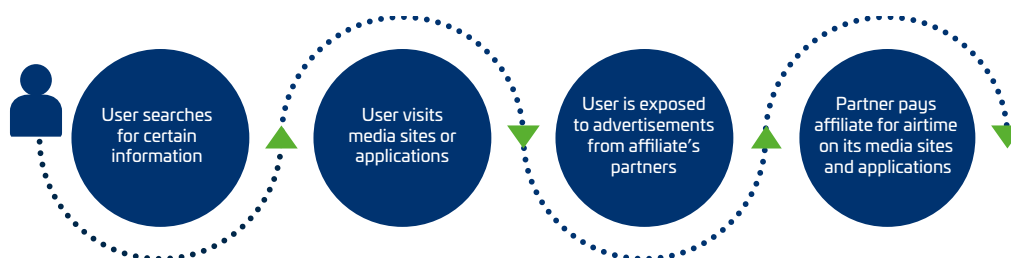 User searches
for certain
information
User visits
media sites or
applications
User is exposed
to advertisements
from affiliate's
partners
Partner pays
affiliate for airtime
on its media sites
and applications